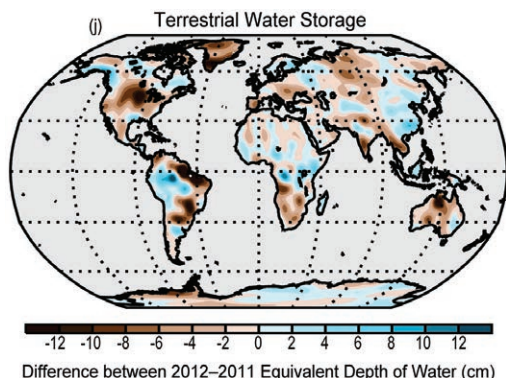 (j) Terrestrial Water Storage
-12 -10 -8 -6 -4 -2 0 2 4 6 8 10 12
Difference between 2012–2011 Equivalent Depth of Water (cm)